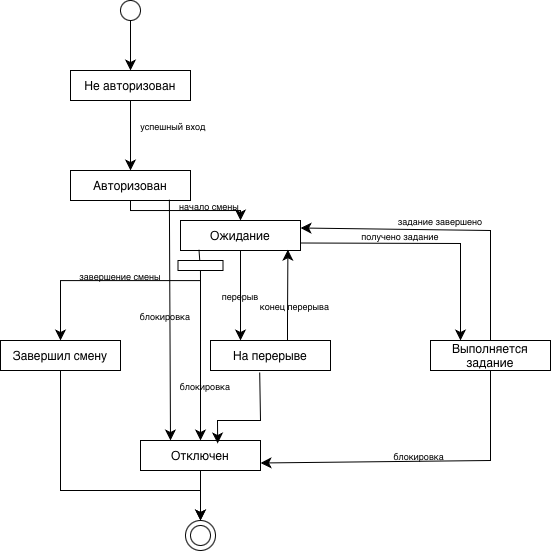 Не авторизован
успешный вход
Авторизован
начало смены
задание завершено
Ожидание
получено задание
завершение смены
перерыв
конец перерыва
блокировка
Завершил смену
На перерыве
Выполняется
задание
блокировка
Отключен
блокировка